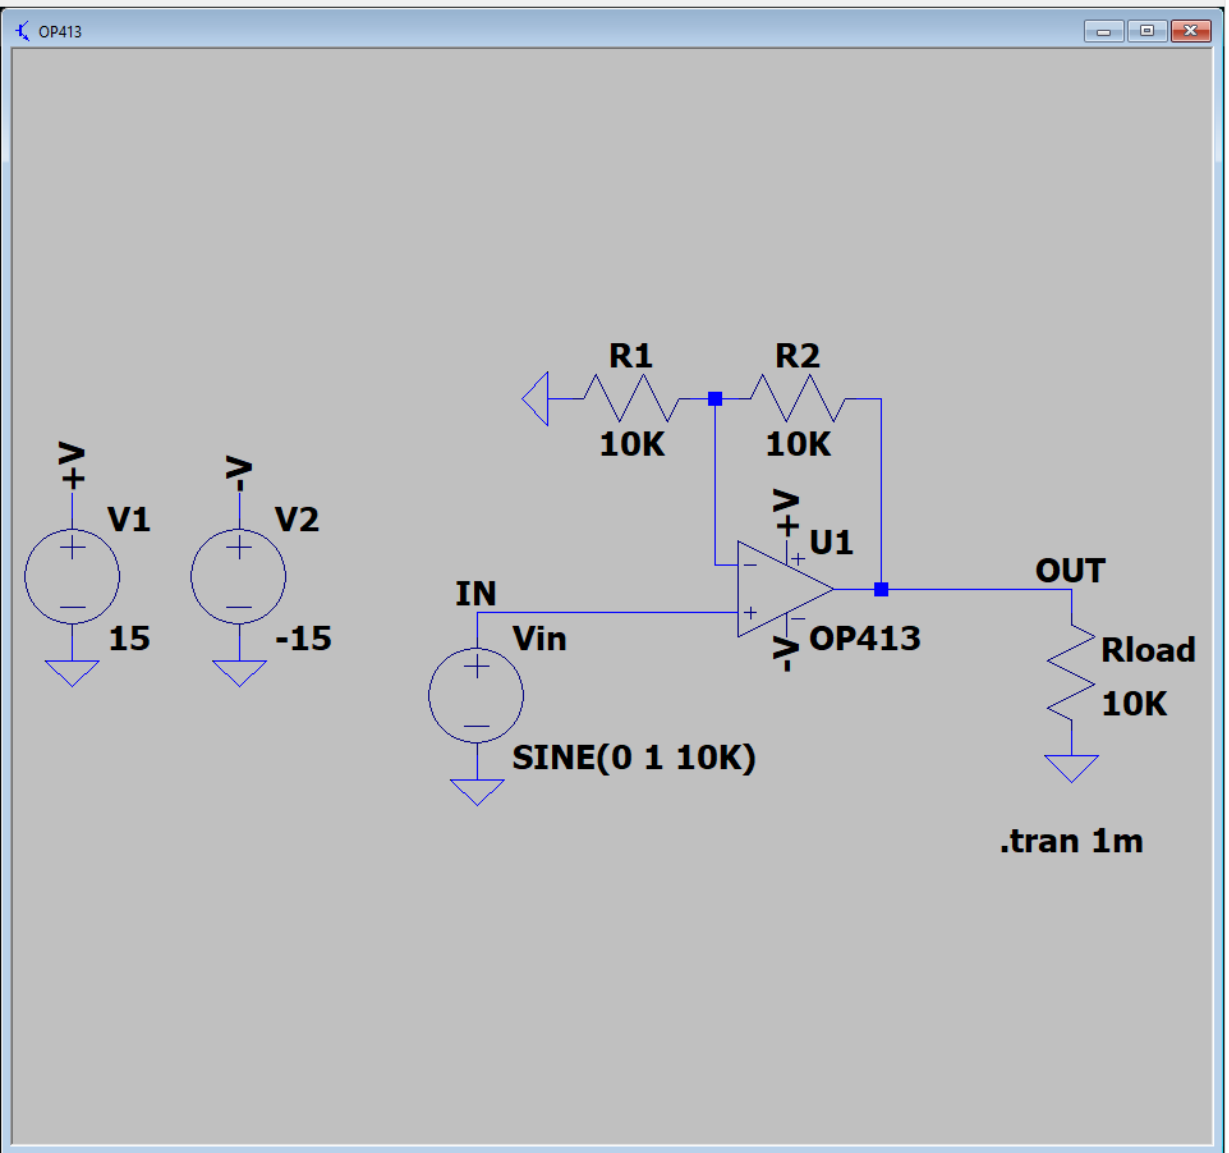 OP413
R1
R2
10K
10K
+V
-V
V1
V2
15
-15
+V
U1
OP413
-V
IN
Vin
SINE(0 1 10K)
OUT
Rload
10K
.tran 1m